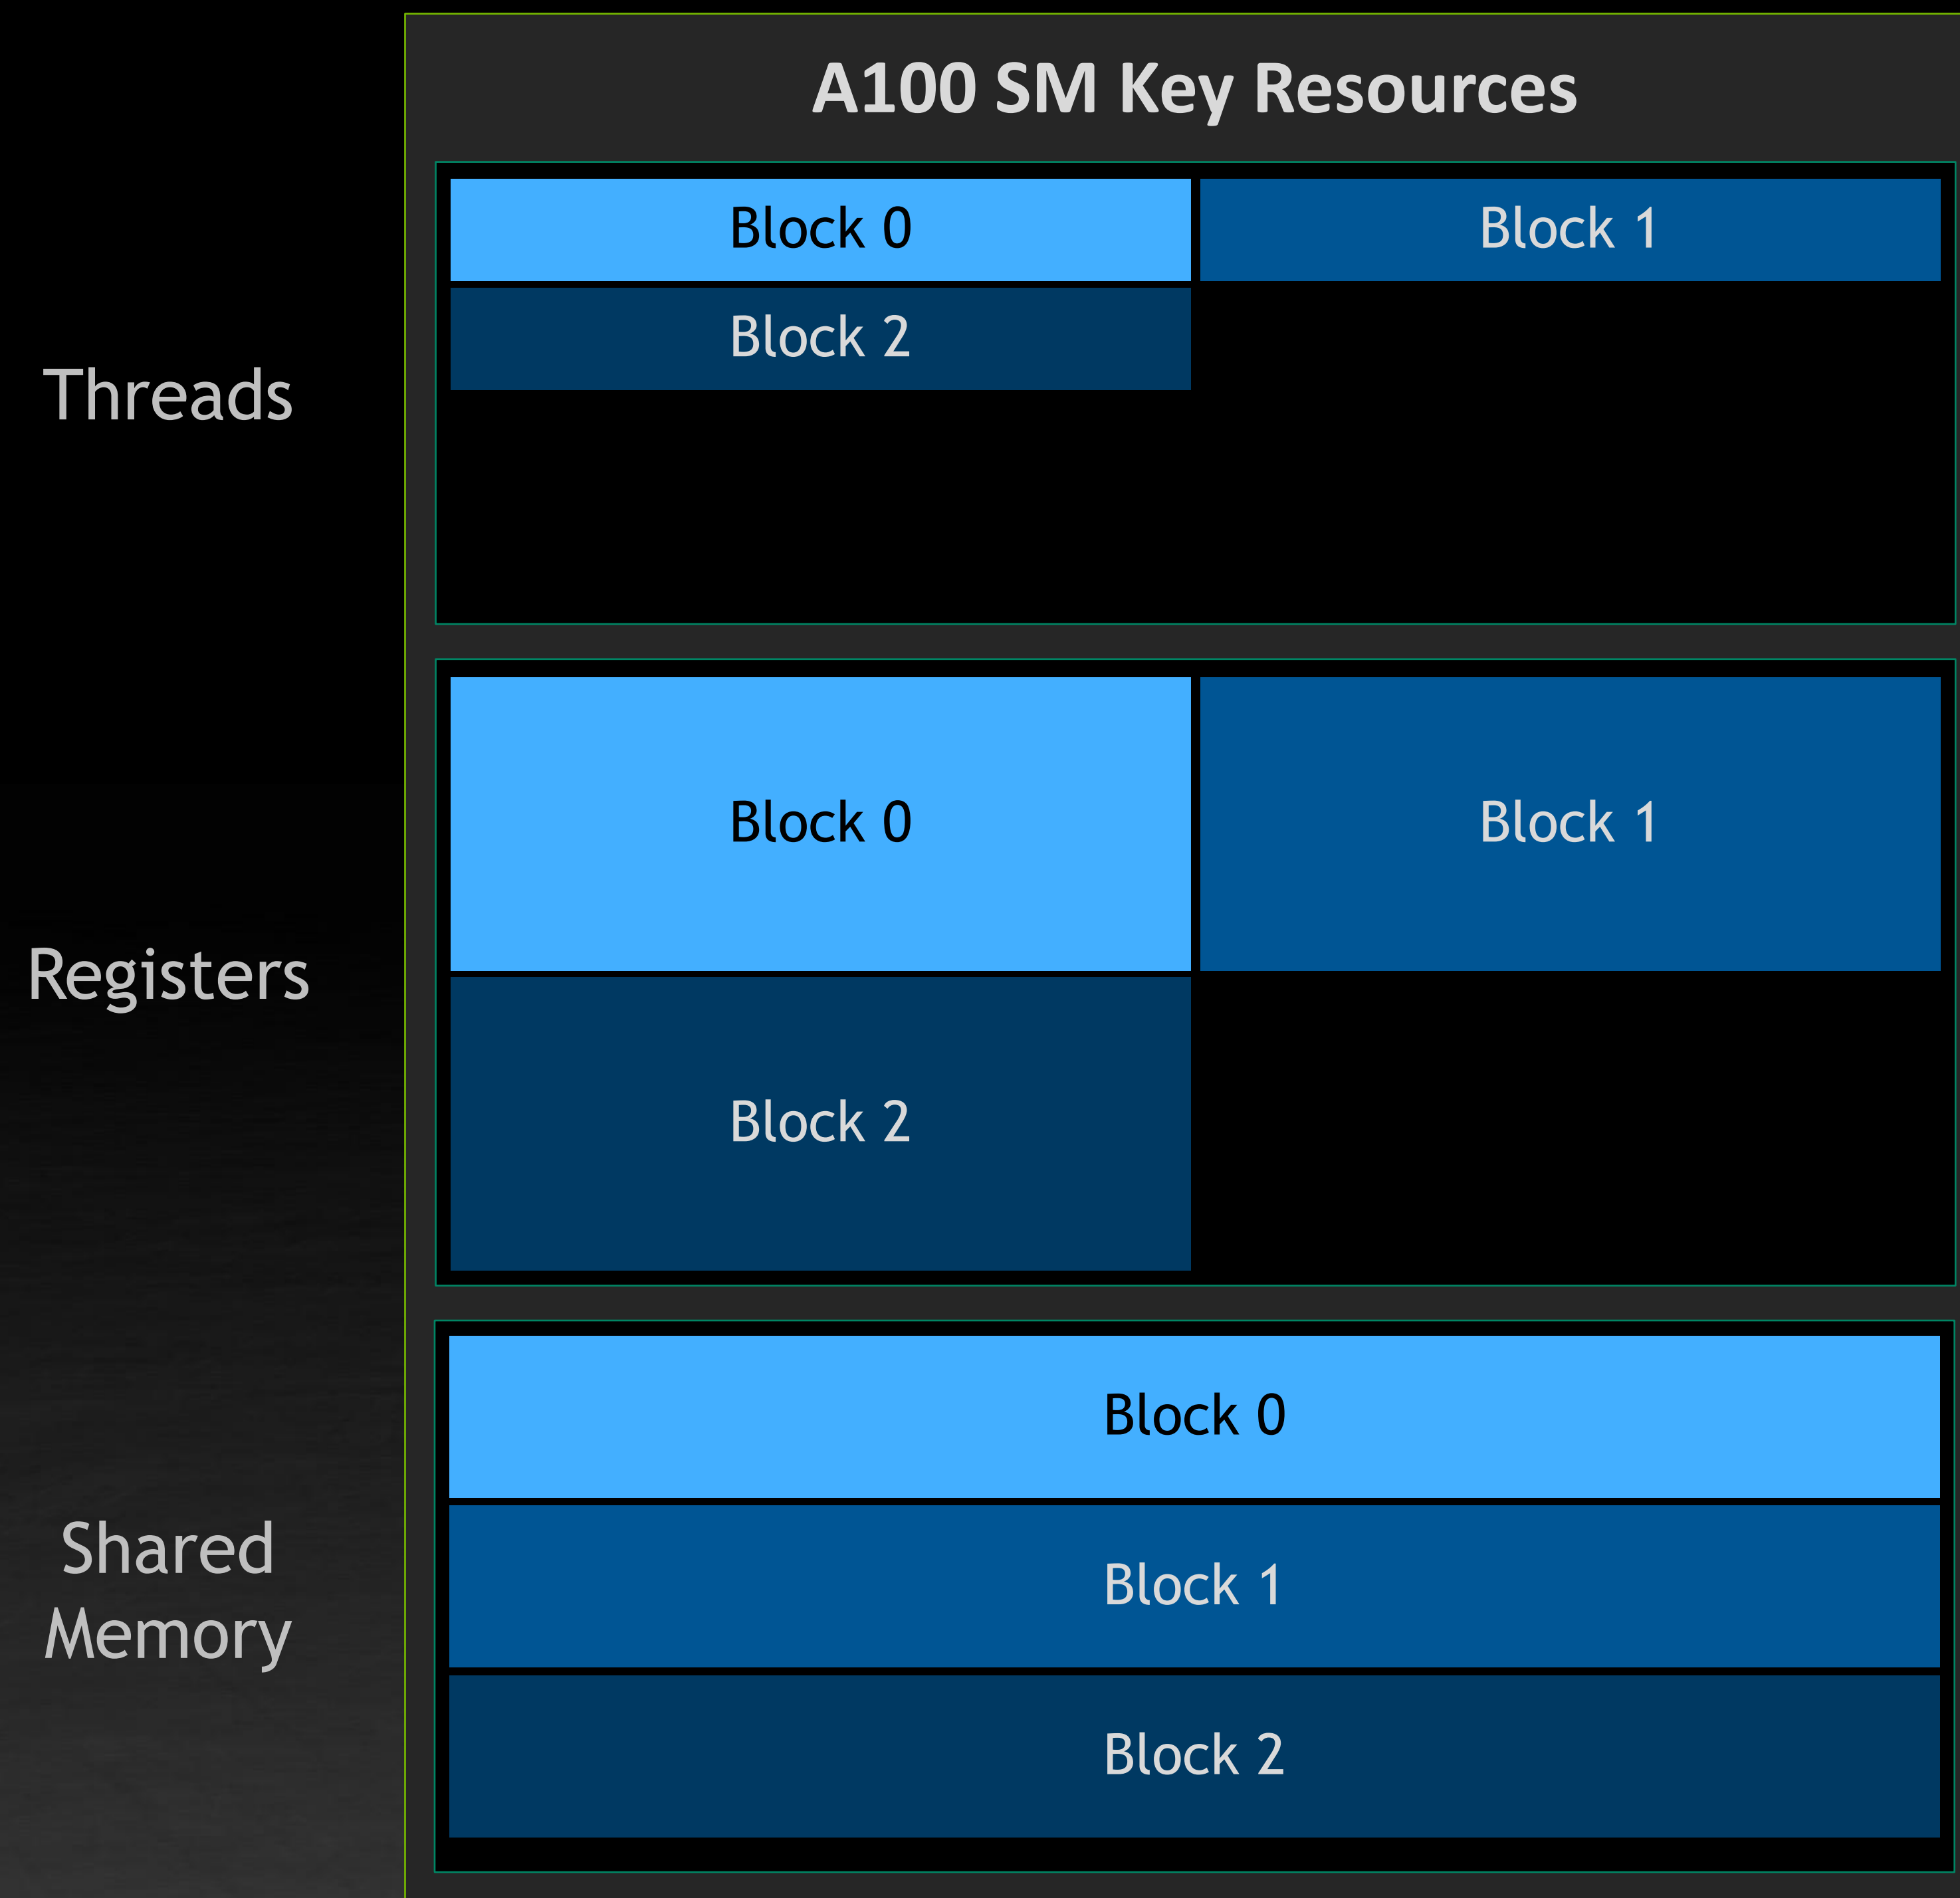 A100 SM Key Resources
Threads
Block 0
Block 1
Block 2
Registers
Block 0
Block 1
Block 2
Shared
Memory
Block 0
Block 1
Block 2